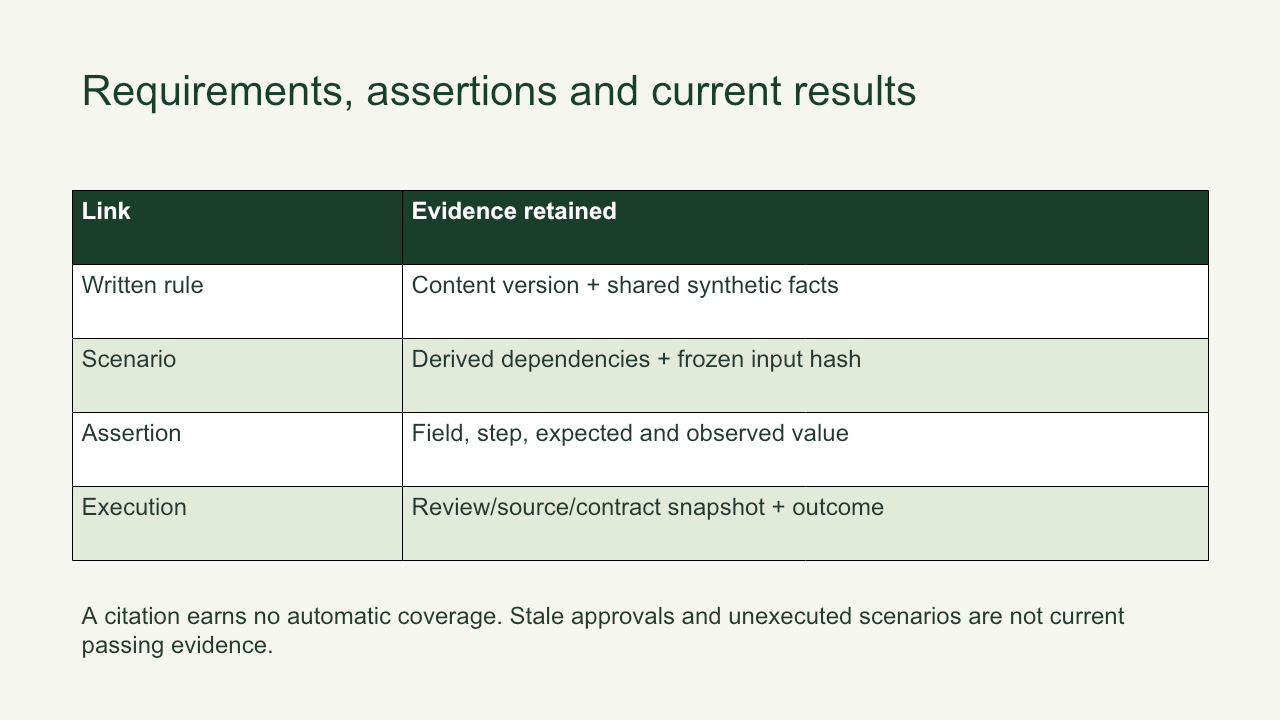 Requirements, assertions and current results
Link
Evidence retained
Written rule
Content version + shared synthetic facts
Scenario
Derived dependencies + frozen input hash
Assertion
Field, step, expected and observed value
Execution
Review/source/contract snapshot + outcome
A citation earns no automatic coverage. Stale approvals and unexecuted scenarios are not current
passing evidence.